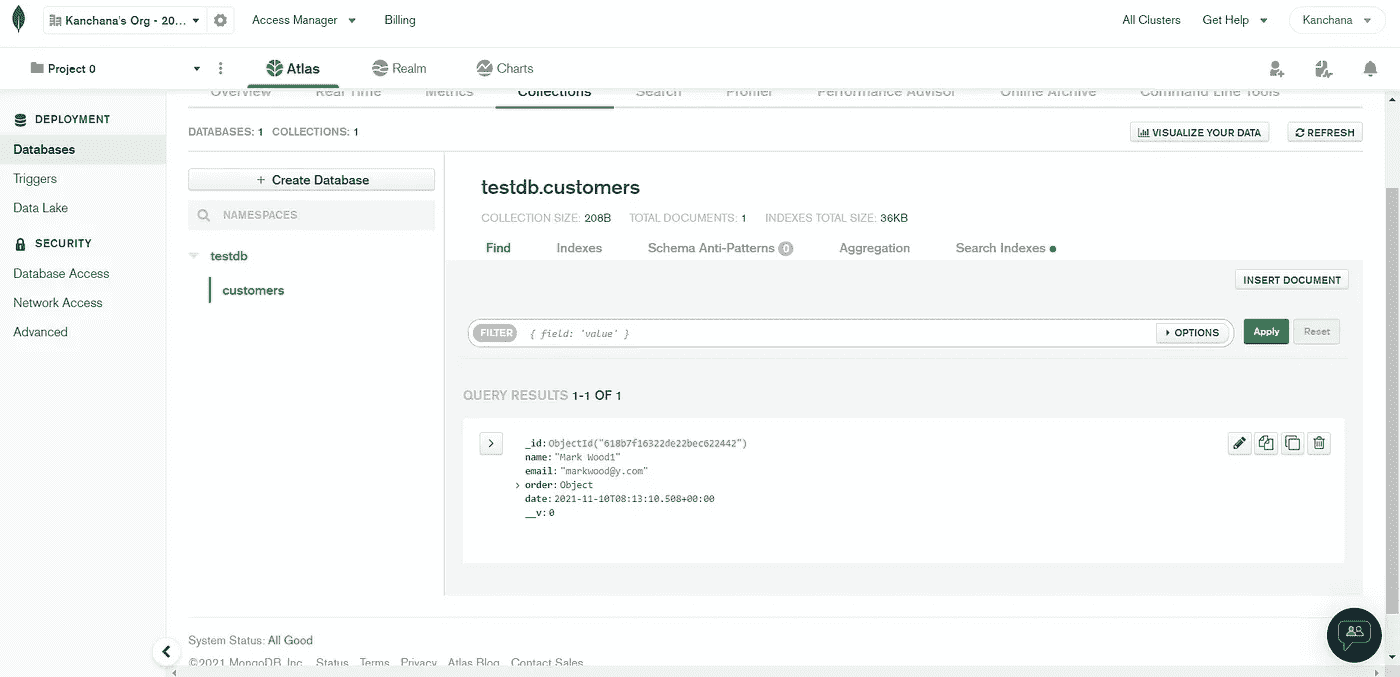 Kanchana's Org - 20... Access Manager Billing All Clusters Get Help Kanchana
Project 0 Atlas Realm Charts
Overview Real Time Metrics Collections Search Profiler Performance Advisor Online Archive Command Line Tools
DEPLOYMENT
Databases
Triggers
Data Lake
SECURITY
Database Access
Network Access
Advanced
DATABASES: 1 COLLECTIONS: 1
VISUALIZE YOUR DATA REFRESH
+ Create Database
NAMESPACES
testdb
customers
testdb.customers
COLLECTION SIZE: 208B TOTAL DOCUMENTS: 1 INDEXES TOTAL SIZE: 36KB
Find Indexes Schema Anti-Patterns 0 Aggregation Search Indexes
INSERT DOCUMENT
FILTER { field: 'value' } OPTIONS Apply Reset
QUERY RESULTS 1-1 OF 1
_id: ObjectId("618b7f16322de22bec622442")
name: "Mark Wood1"
email: "markwood@y.com"
order: Object
date: 2021-11-10T08:13:10.508+00:00
__v: 0
System Status: All Good
©2021 MongoDB, Inc. Status Terms Privacy Atlas Blog Contact Sales